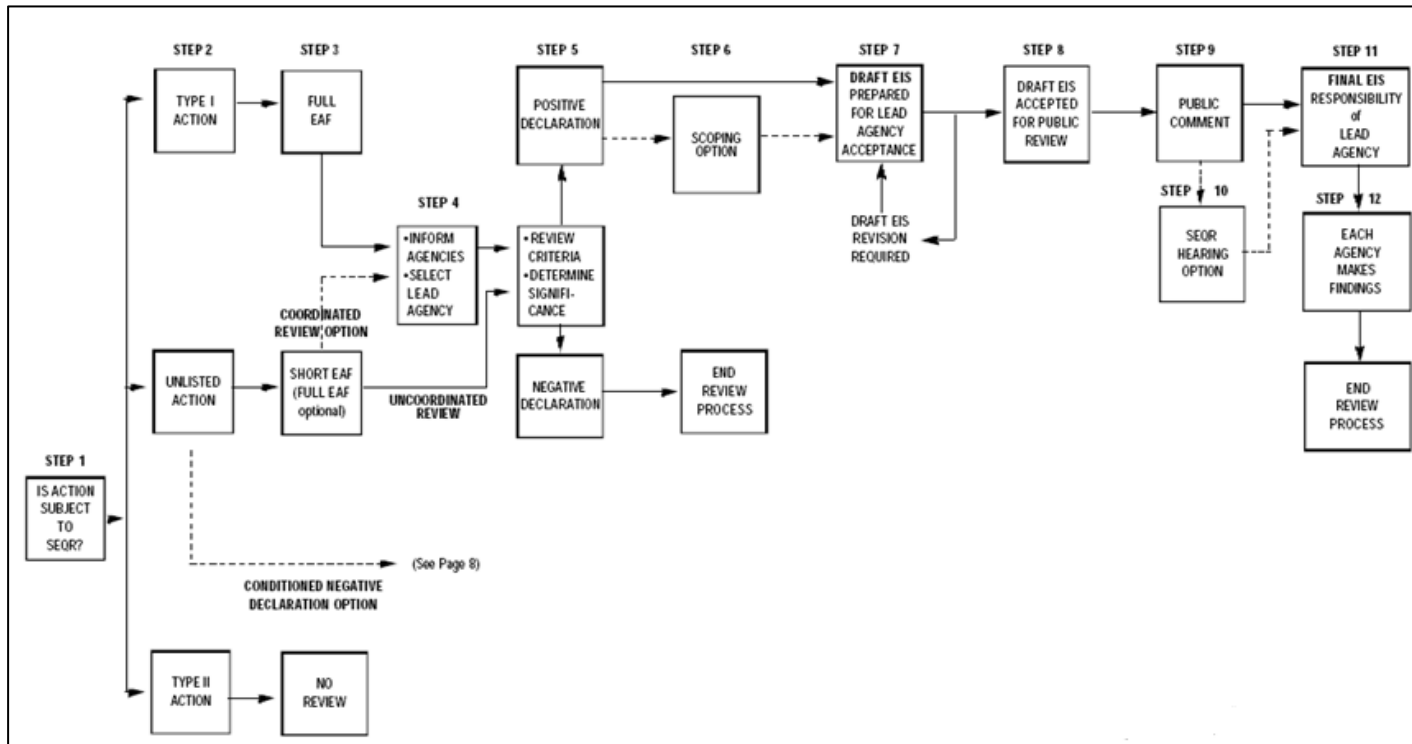 STEP 1
IS ACTION
SUBJECT
TO
SEQR?
STEP 2
TYPE I
ACTION
UNLISTED
ACTION
TYPE II
ACTION
STEP 3
FULL
EAF
COORDINATED
REVIEW OPTION
SHORT EAF
(FULL EAF
optional)
UNCOORDINATED
REVIEW
(See Page 8)
CONDITIONED NEGATIVE
DECLARATION OPTION
NO
REVIEW
STEP 4
•INFORM
AGENCIES
•SELECT
LEAD
AGENCY
STEP 5
POSITIVE
DECLARATION
•REVIEW
CRITERIA
•DETERMINE
SIGNIFI-
CANCE
NEGATIVE
DECLARATION
END
REVIEW
PROCESS
STEP 6
SCOPING
OPTION
STEP 7
DRAFT EIS
PREPARED
FOR LEAD
AGENCY
ACCEPTANCE
DRAFT EIS
REVISION
REQUIRED
STEP 8
DRAFT EIS
ACCEPTED
FOR PUBLIC
REVIEW
STEP 9
PUBLIC
COMMENT
STEP 10
SEQR
HEARING
OPTION
STEP 11
FINAL EIS
RESPONSIBILITY
of
LEAD
AGENCY
STEP 12
EACH
AGENCY
MAKES
FINDINGS
END
REVIEW
PROCESS